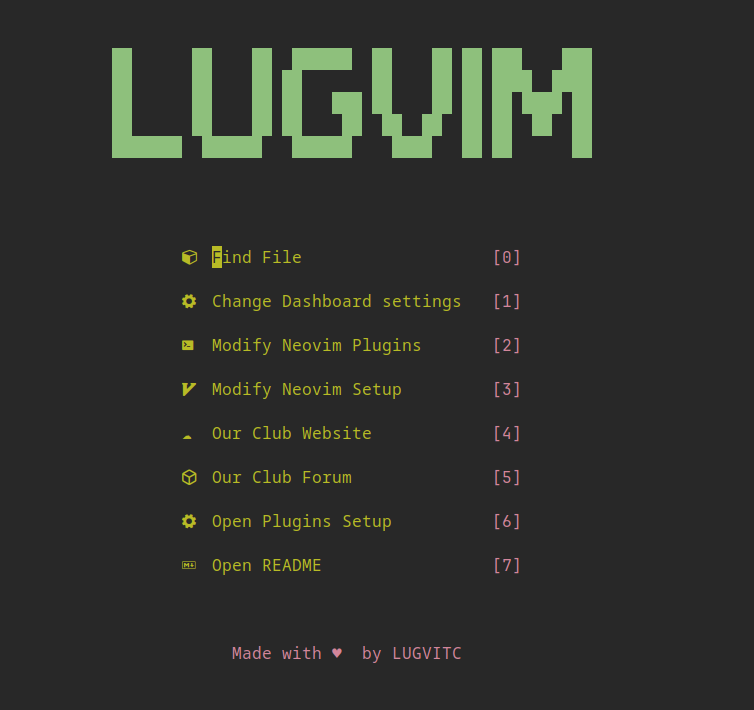 LUGVIM
Find File [0]
Change Dashboard settings [1]
Modify Neovim Plugins [2]
Modify Neovim Setup [3]
Our Club Website [4]
Our Club Forum [5]
Open Plugins Setup [6]
Open README [7]
Made with ♥ by LUGVITC